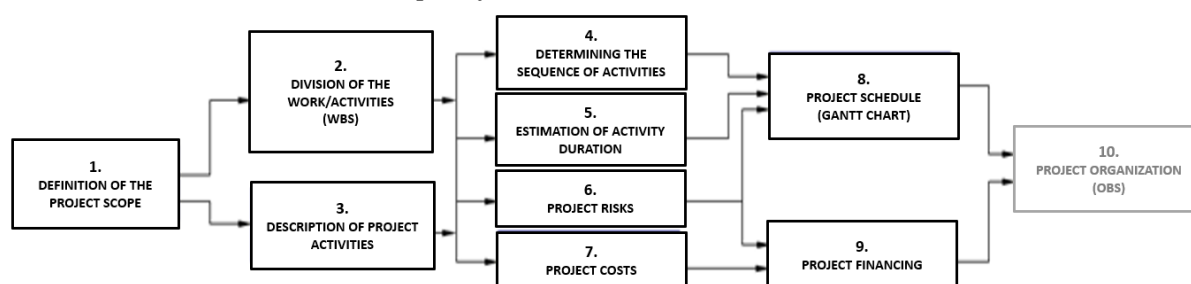 1.
DEFINITION OF THE
PROJECT SCOPE
2.
DIVISION OF THE
WORK/ACTIVITIES
(WBS)
3.
DESCRIPTION OF PROJECT
ACTIVITIES
4.
DETERMINING THE
SEQUENCE OF ACTIVITIES
5.
ESTIMATION OF ACTIVITY
DURATION
6.
PROJECT RISKS
7.
PROJECT COSTS
8.
PROJECT SCHEDULE
(GANTT CHART)
9.
PROJECT FINANCING
10.
PROJECT ORGANIZATION
(OBS)